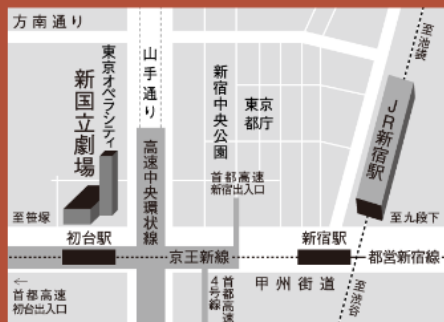 方南通り
至池袋
山手通り
東京オペラシティ
新国立劇場
新宿中央公園
東京
都庁
JR新宿駅
高速中央環状線
首都高速
新宿出入口
至笹塚
至九段下
初台駅
新宿駅
京王新線
都営新宿線
←
首都高速
初台出入口
首都高速
4号線
甲州街道
至渋谷